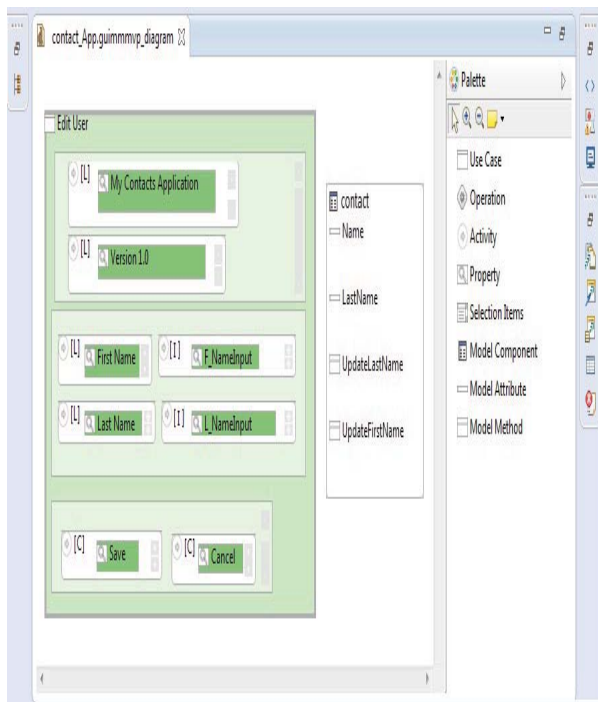 contact_App.guimmmvp_diagram
Edit User
[L] My Contacts Application
[L] Version 1.0
[L] First Name [I] F_NameInput
[L] Last Name [I] L_NameInput
[C] Save [C] Cancel
contact
Name
LastName
UpdateLastName
UpdateFirstName
Palette
Use Case
Operation
Activity
Property
Selection Items
Model Component
Model Attribute
Model Method